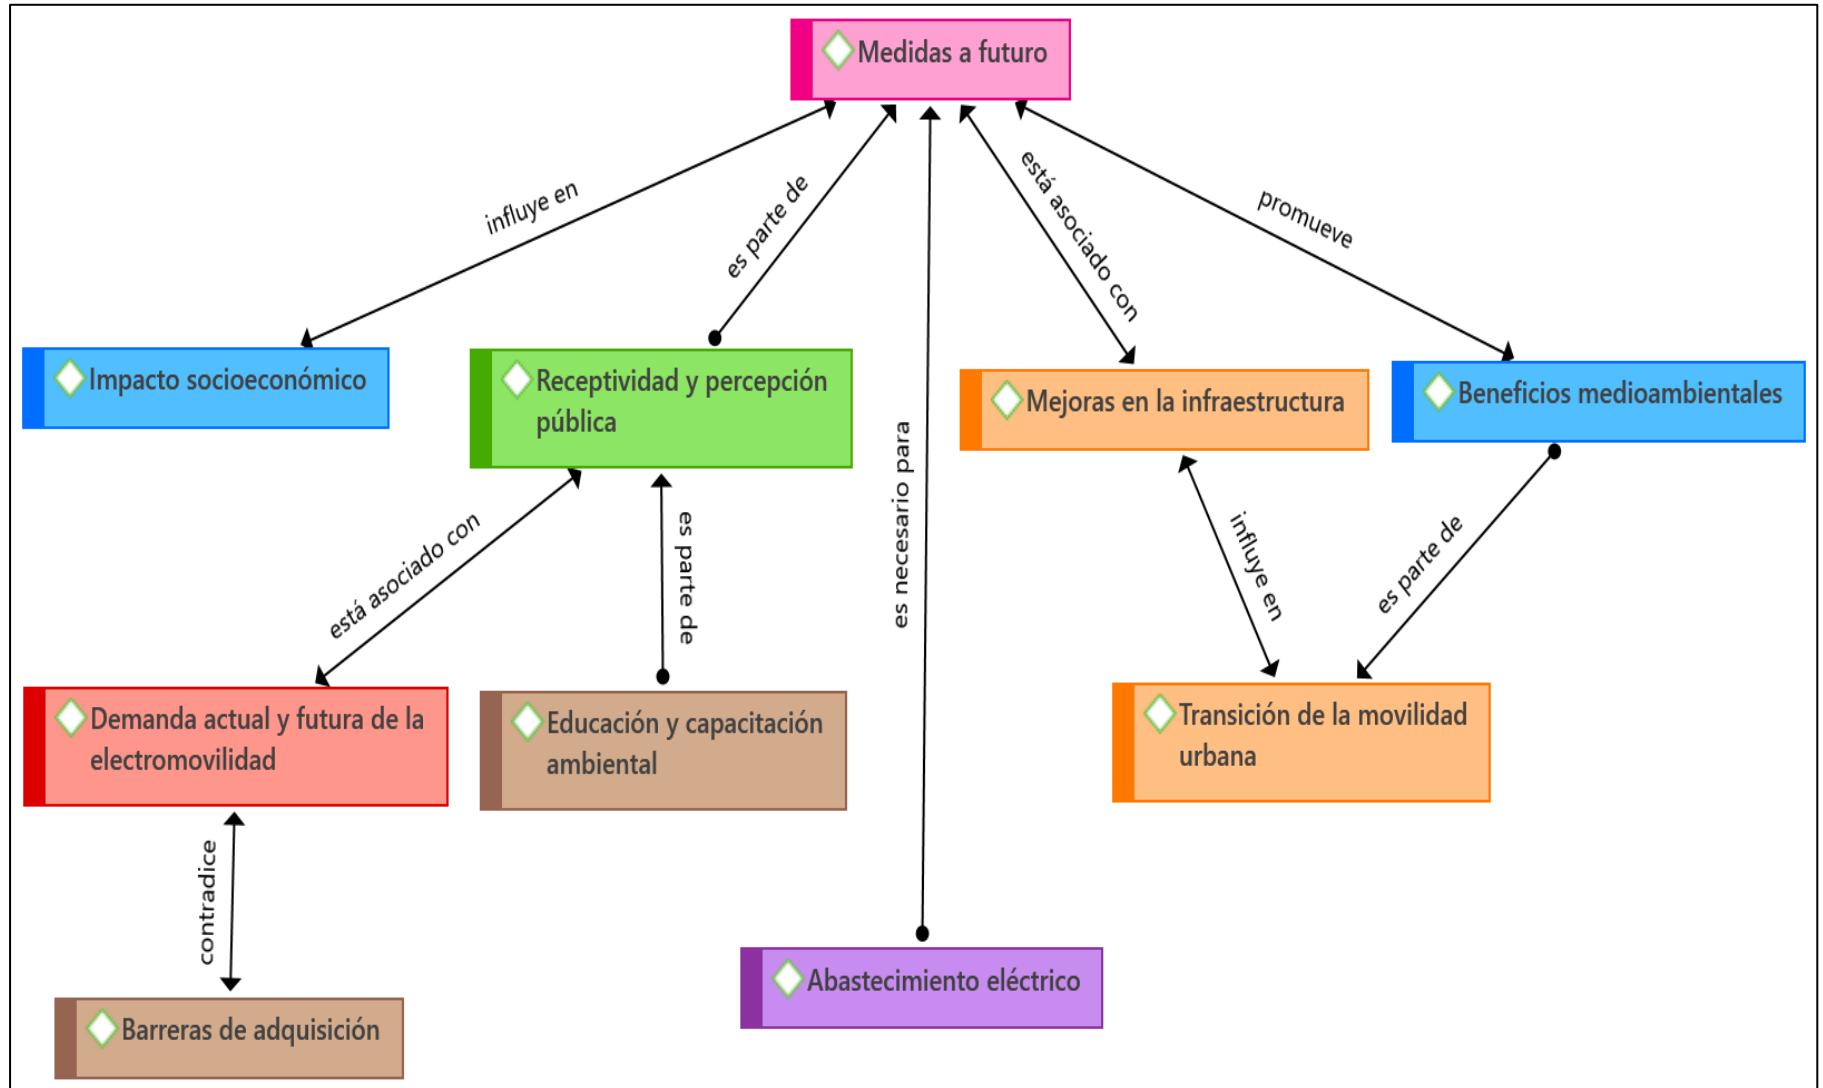 Medidas a futuro
influye en
es parte de
está asociado con
promueve
Impacto socioeconómico
Receptividad y percepción
pública
Mejoras en la infraestructura
Beneficios medioambientales
está asociado con
es parte de
es necesario para
influye en
es parte de
Demanda actual y futura de la
electromovilidad
Educación y capacitación
ambiental
Transición de la movilidad
urbana
contradice
Abastecimiento eléctrico
Barreras de adquisición